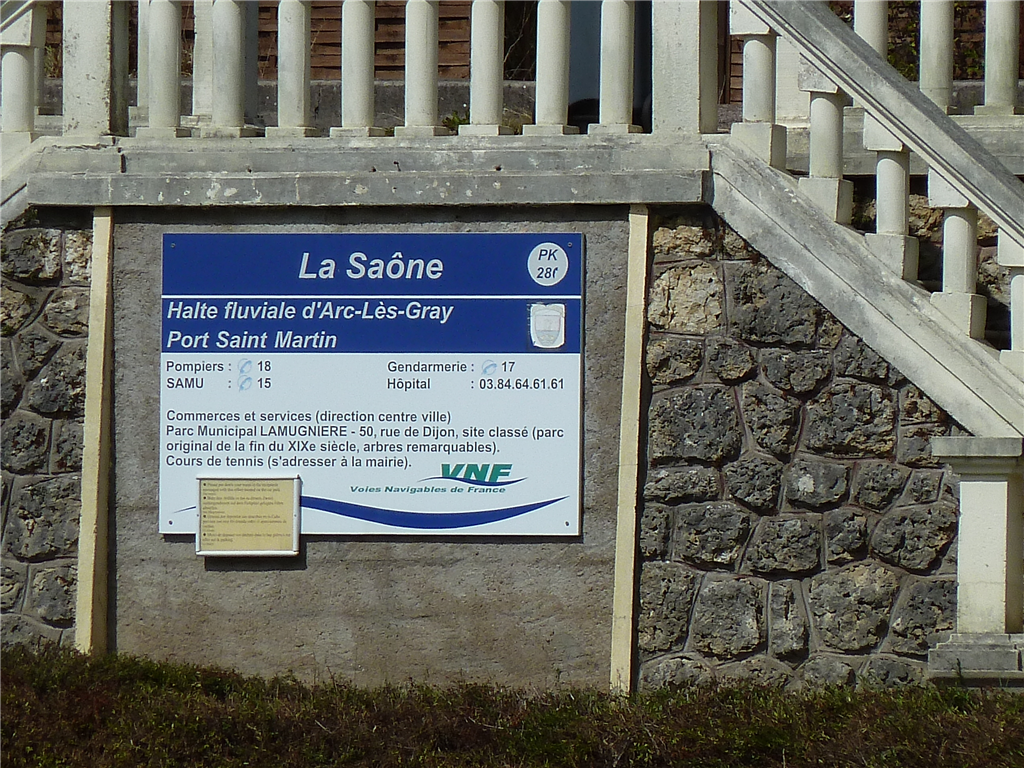 La Saône
PK
Halte fluviale d'Arc-Lès-Gray
Port Saint Martin
Pompiers : 18
SAMU : 15
Gendarmerie : 17
Hôpital : 03.84.64.61.61
Commerces et services (direction centre ville)
Parc Municipal LAMUGNIERE - 50, rue de Dijon, site classé (parc
original de la fin du XIXe siècle, arbres remarquables).
Cours de tennis (s'adresser à la mairie).
VNF
Voies Navigables de France